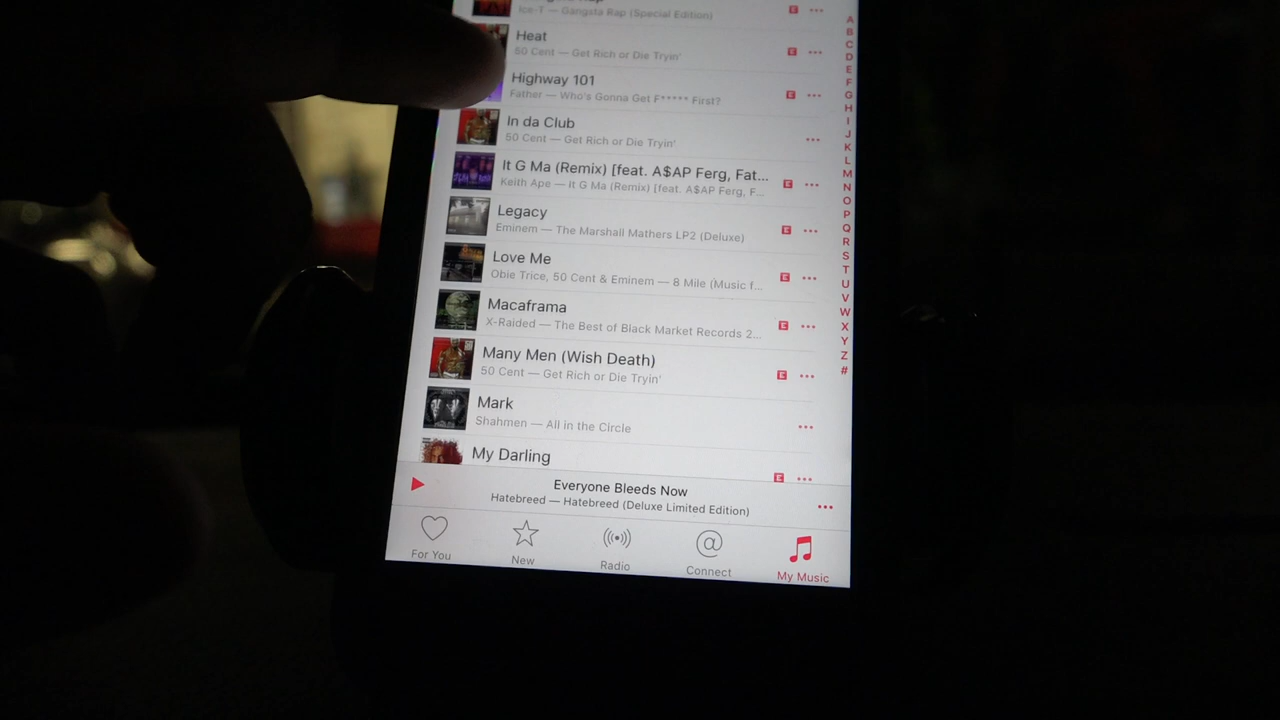 Ice-T — Gangsta Rap (Special Edition)
E
Heat
50 Cent — Get Rich or Die Tryin'
E
Highway 101
Father — Who's Gonna Get F***** First?
E
In da Club
50 Cent — Get Rich or Die Tryin'
It G Ma (Remix) [feat. A$AP Ferg, Fat...
Keith Ape — It G Ma (Remix) [feat. A$AP Ferg, F...
E
Legacy
Eminem — The Marshall Mathers LP2 (Deluxe)
E
Love Me
Obie Trice, 50 Cent & Eminem — 8 Mile (Music f...
E
Macaframa
X-Raided — The Best of Black Market Records 2...
E
Many Men (Wish Death)
50 Cent — Get Rich or Die Tryin'
E
Mark
Shahmen — All in the Circle
My Darling
E
A
B
C
D
E
F
G
H
I
J
K
L
M
N
O
P
Q
R
S
T
U
V
W
X
Y
Z
#
Everyone Bleeds Now
Hatebreed — Hatebreed (Deluxe Limited Edition)
For You
New
Radio
@
Connect
My Music